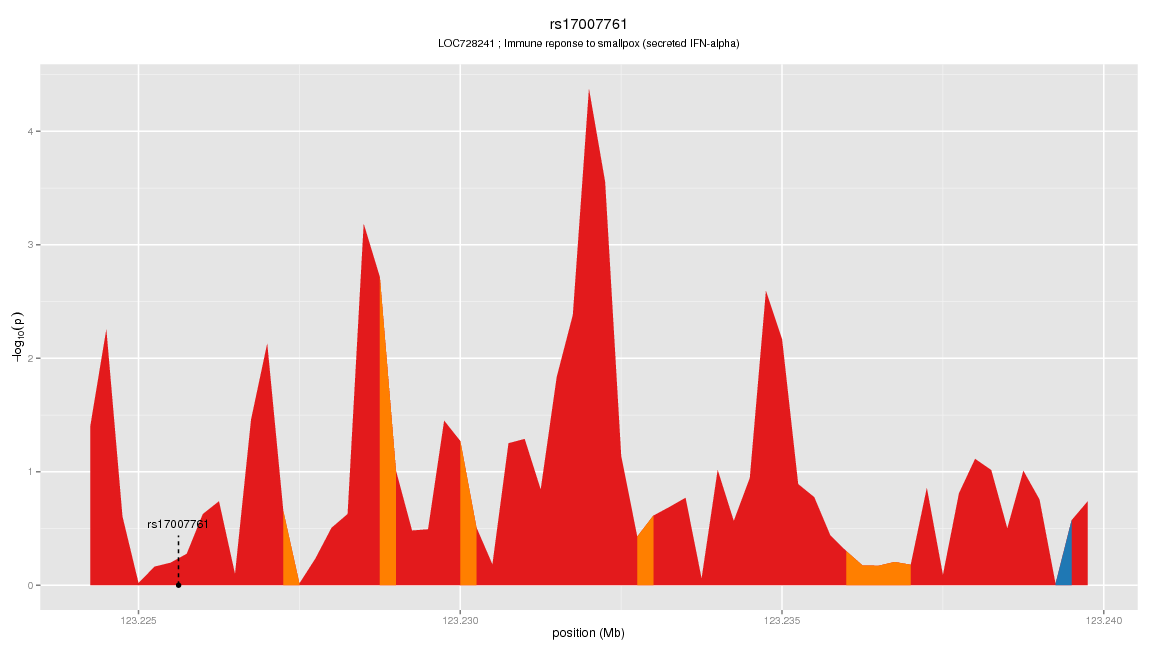 rs17007761
LOC728241 ; Immune reponse to smallpox (secreted IFN-alpha)
4
3
2
1
0
−log10(p)
rs17007761
123.225
123.230
123.235
123.240
position (Mb)